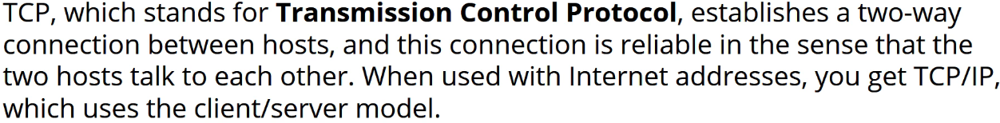 TCP, which stands for Transmission Control Protocol, establishes a two-way
connection between hosts, and this connection is reliable in the sense that the
two hosts talk to each other. When used with Internet addresses, you get TCP/IP,
which uses the client/server model.